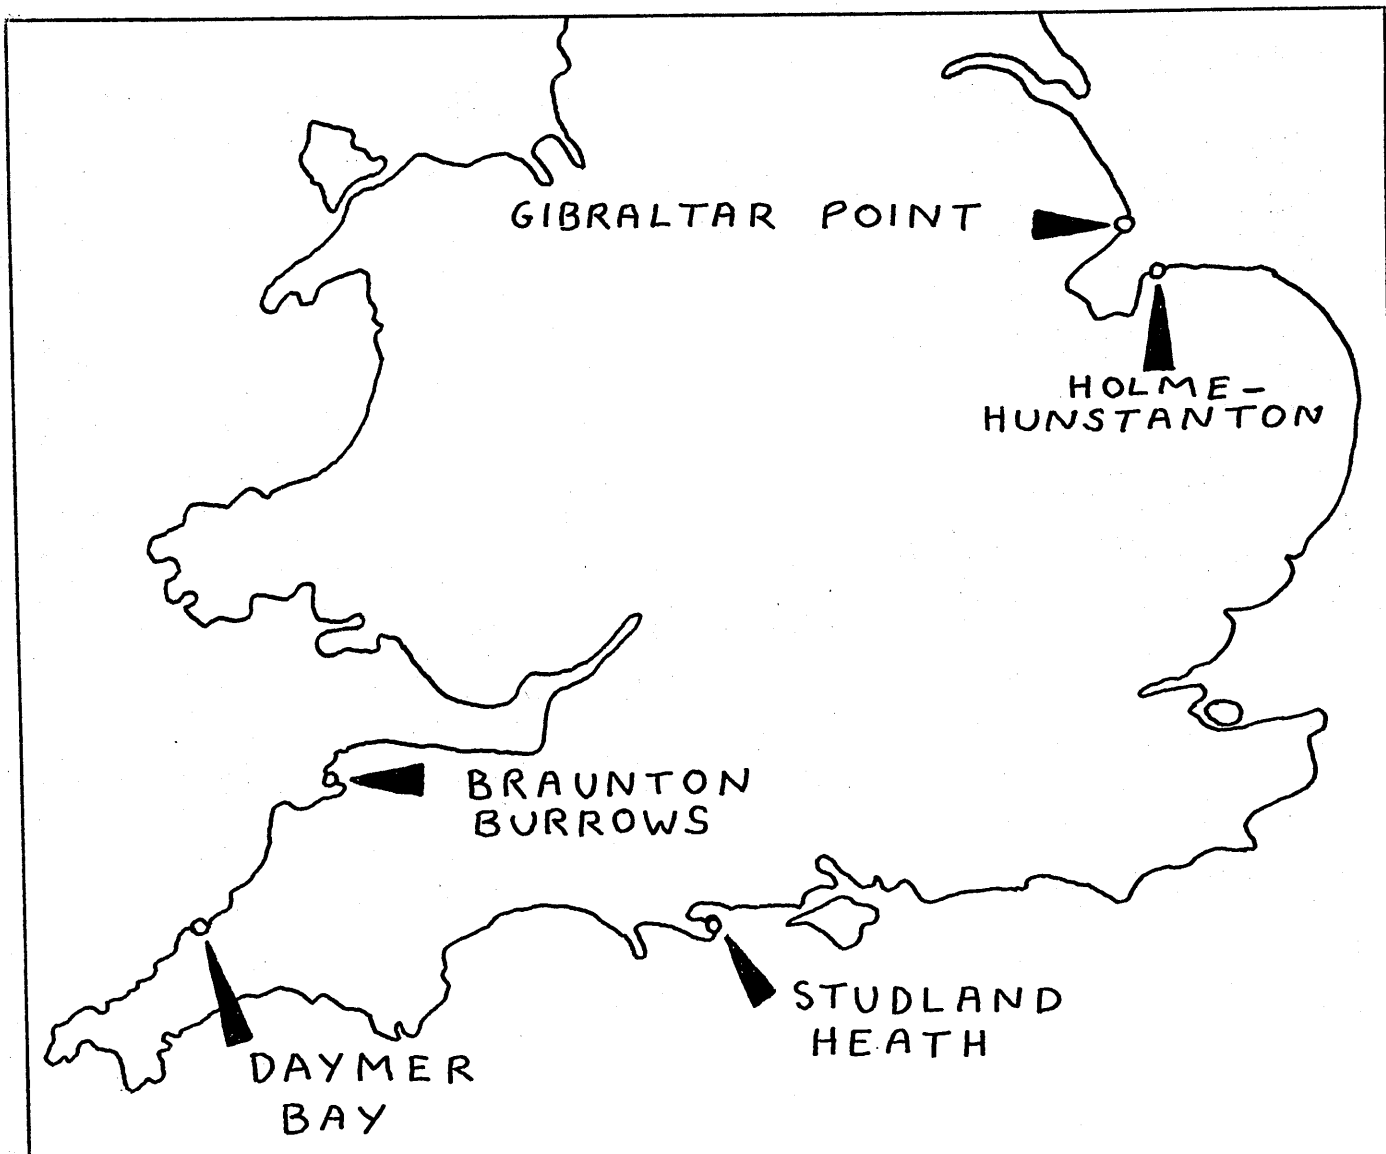 GIBRALTAR POINT
HOLME-
HUNSTANTON
BRAUNTON
BURROWS
STUDLAND
HEATH
DAYMER
BAY